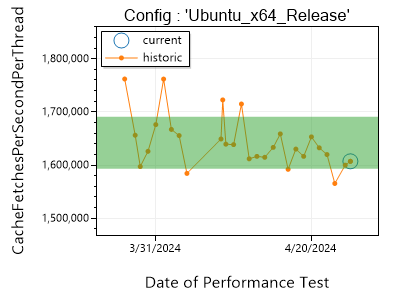 Config : 'Ubuntu_x64_Release'
current
historic
CacheFetchesPerSecondPerThread
1,800,000
1,700,000
1,600,000
1,500,000
3/31/2024
4/20/2024
Date of Performance Test